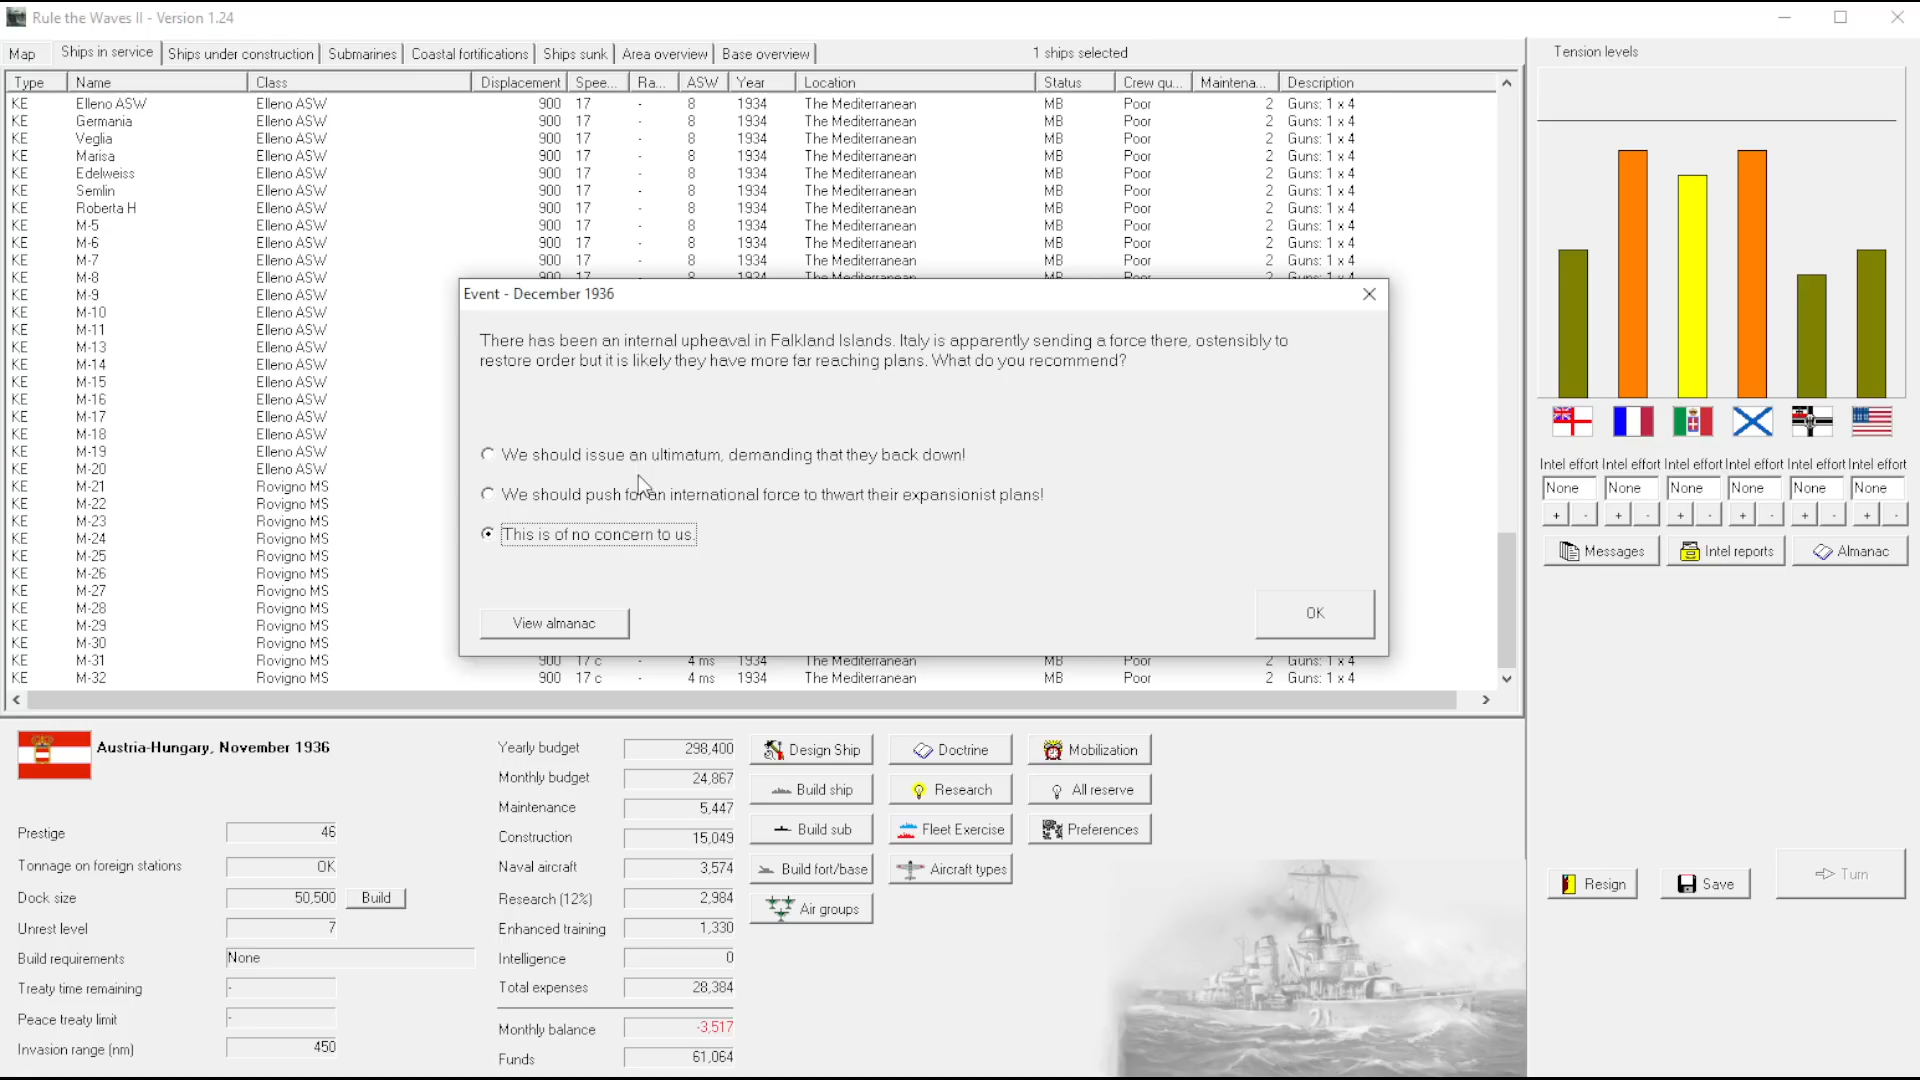 Rule the Waves II - Version 1.24
Map Ships in service Ships under construction Submarines Coastal fortifications Ships sunk Area overview Base overview 1 ships selected
Type Name Class Displacement Spee... Ra... ASW Year Location Status Crew qu... Maintena... Description
KE Elleno ASW Elleno ASW 900 17 - 8 1934 The Mediterranean MB Poor 2 Guns: 1 x 4
KE Germania Elleno ASW 900 17 - 8 1934 The Mediterranean MB Poor 2 Guns: 1 x 4
KE Veglia Elleno ASW 900 17 - 8 1934 The Mediterranean MB Poor 2 Guns: 1 x 4
KE Marisa Elleno ASW 900 17 - 8 1934 The Mediterranean MB Poor 2 Guns: 1 x 4
KE Edelweiss Elleno ASW 900 17 - 8 1934 The Mediterranean MB Poor 2 Guns: 1 x 4
KE Semlin Elleno ASW 900 17 - 8 1934 The Mediterranean MB Poor 2 Guns: 1 x 4
KE Roberta H Elleno ASW 900 17 - 8 1934 The Mediterranean MB Poor 2 Guns: 1 x 4
KE M-5 Elleno ASW 900 17 - 8 1934 The Mediterranean MB Poor 2 Guns: 1 x 4
KE M-6 Elleno ASW 900 17 - 8 1934 The Mediterranean MB Poor 2 Guns: 1 x 4
KE M-7 Elleno ASW 900 17 - 8 1934 The Mediterranean MB Poor 2 Guns: 1 x 4
KE M-8 Elleno ASW 900 17 - 8 1934 The Mediterranean MB Poor 2 Guns: 1 x 4
KE M-9 Elleno ASW
KE M-10 Elleno ASW
KE M-11 Elleno ASW
KE M-13 Elleno ASW
KE M-14 Elleno ASW
KE M-15 Elleno ASW
KE M-16 Elleno ASW
KE M-17 Elleno ASW
KE M-18 Elleno ASW
KE M-19 Elleno ASW
KE M-20 Elleno ASW
KE M-21 Rovigno MS
KE M-22 Rovigno MS
KE M-23 Rovigno MS
KE M-24 Rovigno MS
KE M-25 Rovigno MS
KE M-26 Rovigno MS
KE M-27 Rovigno MS
KE M-28 Rovigno MS
KE M-29 Rovigno MS
KE M-30 Rovigno MS
KE M-31 Rovigno MS 900 17 c - 4 ms 1934 The Mediterranean MB Poor 2 Guns: 1 x 4
KE M-32 Rovigno MS 900 17 c - 4 ms 1934 The Mediterranean MB Poor 2 Guns: 1 x 4
Event - December 1936
There has been an internal upheaval in Falkland Islands. Italy is apparently sending a force there, ostensibly to
restore order but it is likely they have more far reaching plans. What do you recommend?
We should issue an ultimatum, demanding that they back down!
We should push for an international force to thwart their expansionist plans!
This is of no concern to us.
View almanac
OK
Tension levels
Intel effort Intel effort Intel effort Intel effort Intel effort Intel effort
None None None None None None
+ - + - + - + - + - + -
Messages Intel reports Almanac
Austria-Hungary, November 1936
Prestige 46
Tonnage on foreign stations OK
Dock size 50,500 Build
Unrest level 7
Build requirements None
Treaty time remaining -
Peace treaty limit -
Invasion range (nm) 450
Yearly budget 298,400
Monthly budget 24,867
Maintenance 5,447
Construction 15,049
Naval aircraft 3,574
Research (12%) 2,984
Enhanced training 1,330
Intelligence 0
Total expenses 28,384
Monthly balance -3,517
Funds 61,064
Design Ship Doctrine Mobilization
Build ship Research All reserve
Build sub Fleet Exercise Preferences
Build fort/base Aircraft types
Air groups
Resign Save Turn